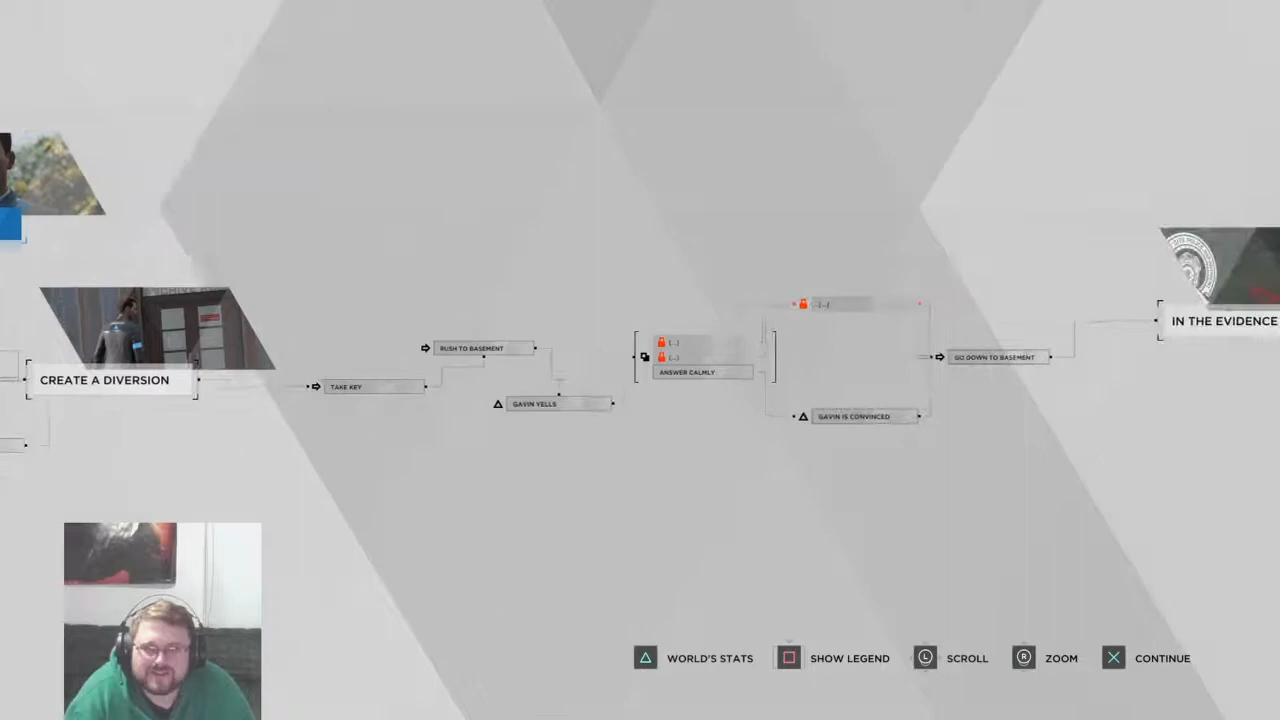 CREATE A DIVERSION
TAKE KEY
RUSH TO BASEMENT
GAVIN YELLS
(...)
(...)
ANSWER CALMLY
GAVIN IS CONVINCED
GO DOWN TO BASEMENT
IN THE EVIDENCE
WORLD'S STATS
SHOW LEGEND
L
SCROLL
R
ZOOM
CONTINUE